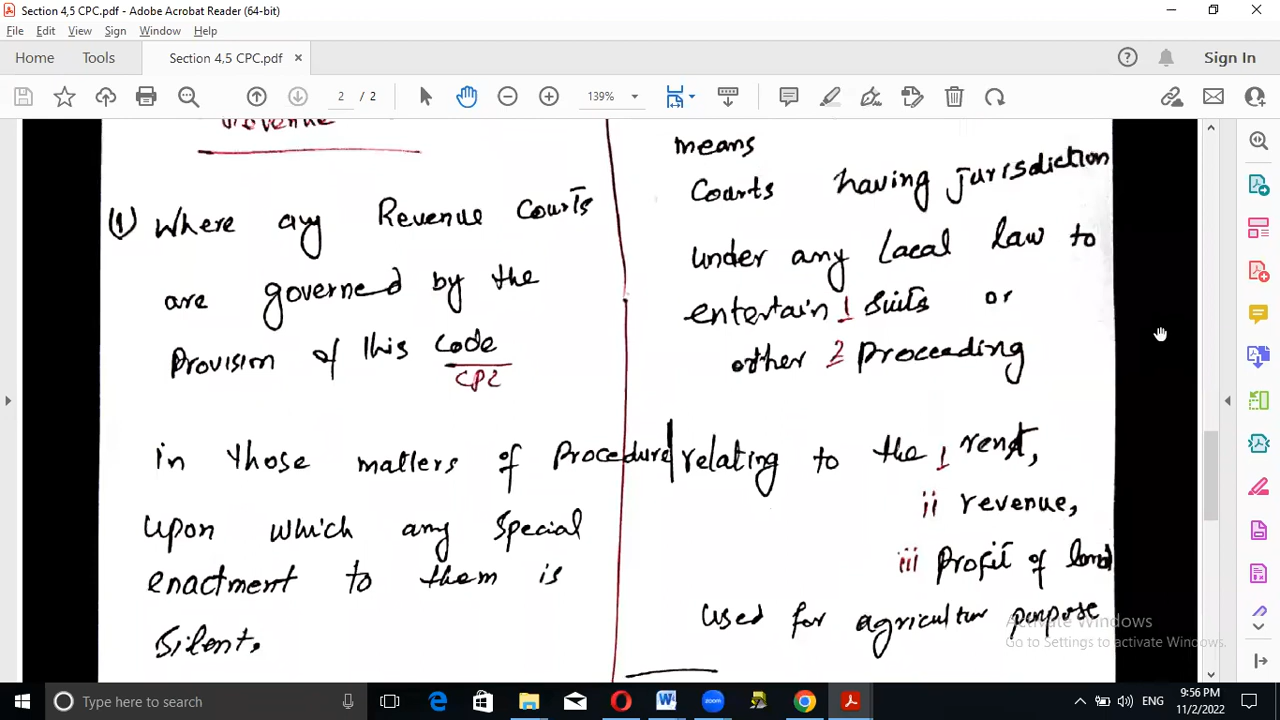 Section 4,5 CPC.pdf - Adobe Acrobat Reader (64-bit)
File Edit View Sign Window Help
Home Tools Section 4,5 CPC.pdf × Sign In
2 / 2 139%
Revenue
(1) Where any Revenue Courts
are governed by the
Provision of this Code
CPC
in those matters of Procedure
upon which any special
enactment to them is
Silent.
means
Courts having jurisdiction
under any Local law to
entertain 1 Suits or
other 2 Proceeding
relating to the 1 rent,
ii revenue,
iii Profit of land
Used for agricultur purpose
Activate Windows
Go to Settings to activate Windows.
Type here to search
ENG
9:56 PM
11/2/2022